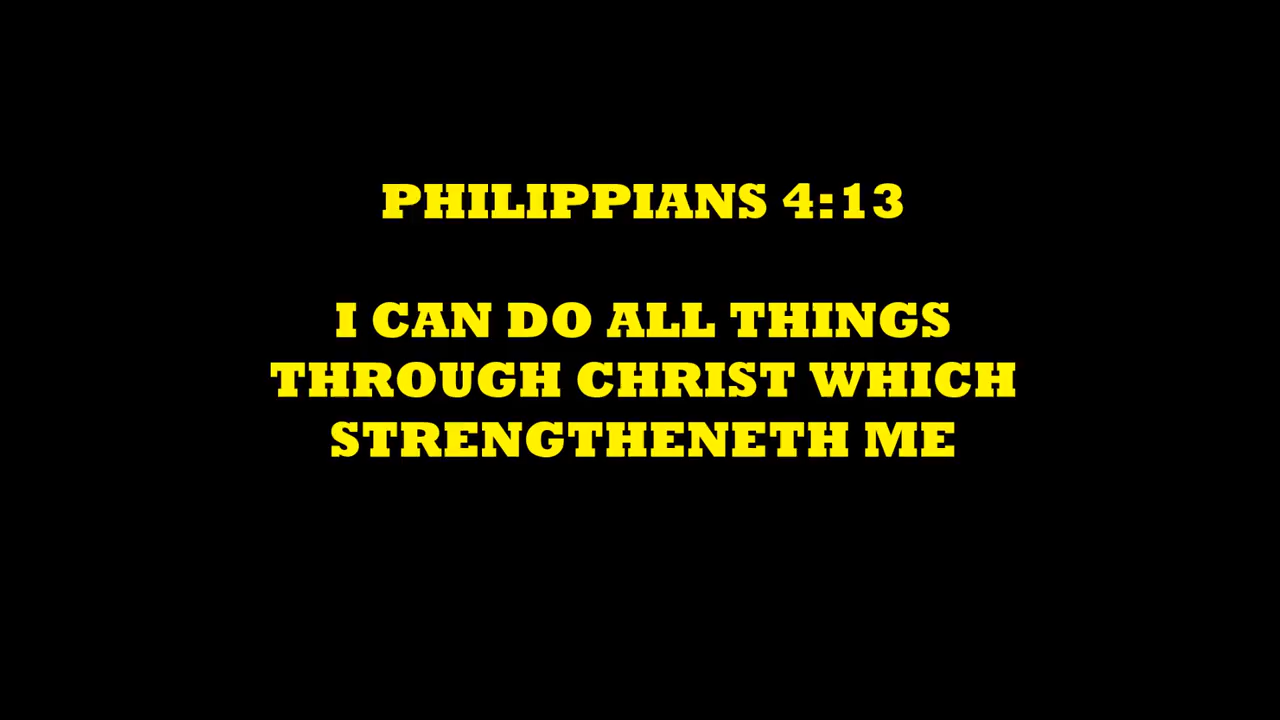 PHILIPPIANS 4:13
I CAN DO ALL THINGS
THROUGH CHRIST WHICH
STRENGTHENETH ME